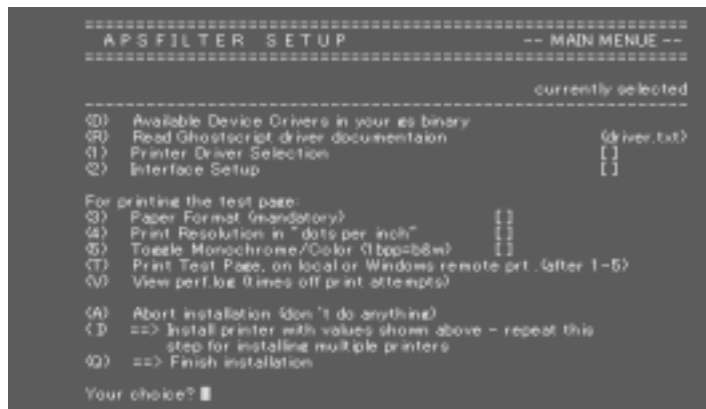 ==========================================================
A P S F I L T E R   S E T U P                -- MAIN MENUE --
==========================================================
currently selected
----------------------------------------------------------
(D) Available Device Drivers in your gs binary
(R) Read Ghostscript driver documentaion (driver.txt)
(1) Printer Driver Selection []
(2) Interface Setup []
For printing the test page:
(3) Paper Format (mandatory) []
(4) Print Resolution in "dots per inch" []
(5) Toggle Monochrome/Color (1bpp=b&w) []
(T) Print Test Page, on local or Windows remote prt.(after 1-5)
(V) View perf.log (times off print attempts)
(A) Abort installation (don't do anything)
(I) ==> Install printer with values shown above - repeat this
step for installing multiple printers
(Q) ==> Finish installation
Your choice?